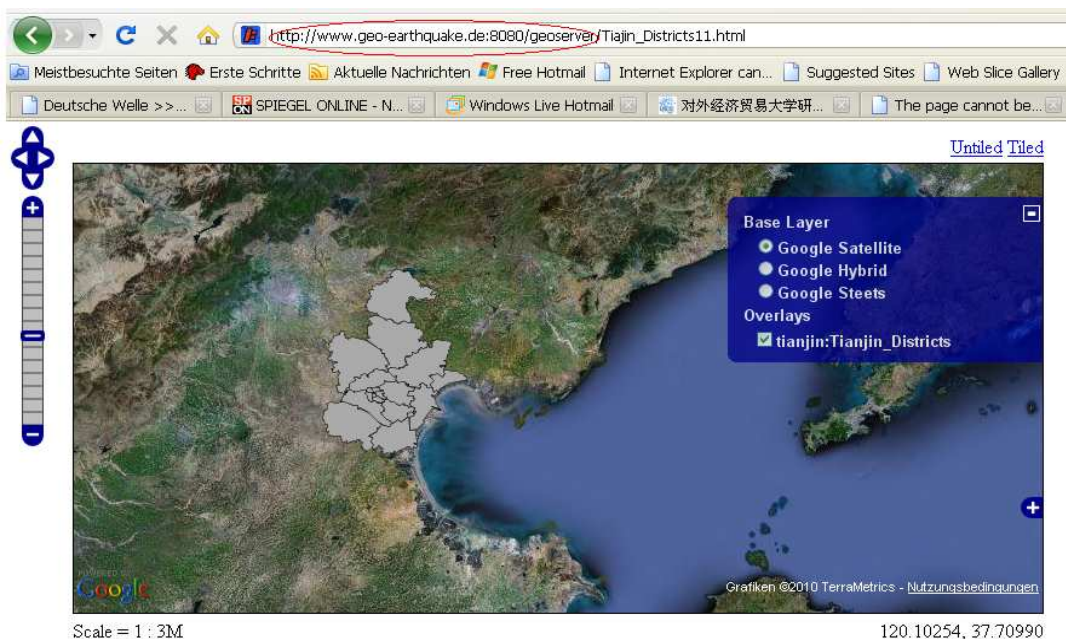 http://www.geo-earthquake.de:8080/geoserver/Tiajin_Districts11.html
Meistbesuchte Seiten Erste Schritte Aktuelle Nachrichten Free Hotmail Internet Explorer can... Suggested Sites Web Slice Gallery
Deutsche Welle >>... SPIEGEL ONLINE - N... Windows Live Hotmail 对外经济贸易大学研... The page cannot be...
Untiled Tiled
Base Layer
Google Satellite
Google Hybrid
Google Steets
Overlays
tianjin:Tianjin_Districts
POWERED BY
Google
Grafiken ©2010 TerraMetrics - Nutzungsbedingungen
Scale = 1 : 3M
120.10254, 37.70990